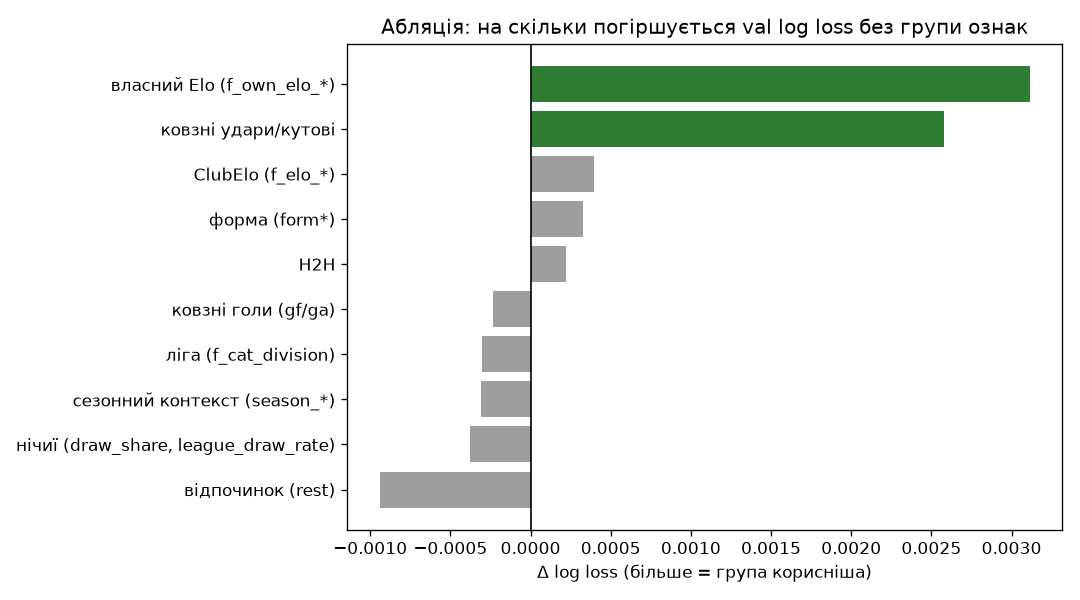 Абляція: на скільки погіршується val log loss без групи ознак
власний Elo (f_own_elo_*)
ковзні удари/кутові
ClubElo (f_elo_*)
форма (form*)
H2H
ковзні голи (gf/ga)
ліга (f_cat_division)
сезонний контекст (season_*)
нічиї (draw_share, league_draw_rate)
відпочинок (rest)
−0.0010 −0.0005 0.0000 0.0005 0.0010 0.0015 0.0020 0.0025 0.0030
Δ log loss (більше = група корисніша)